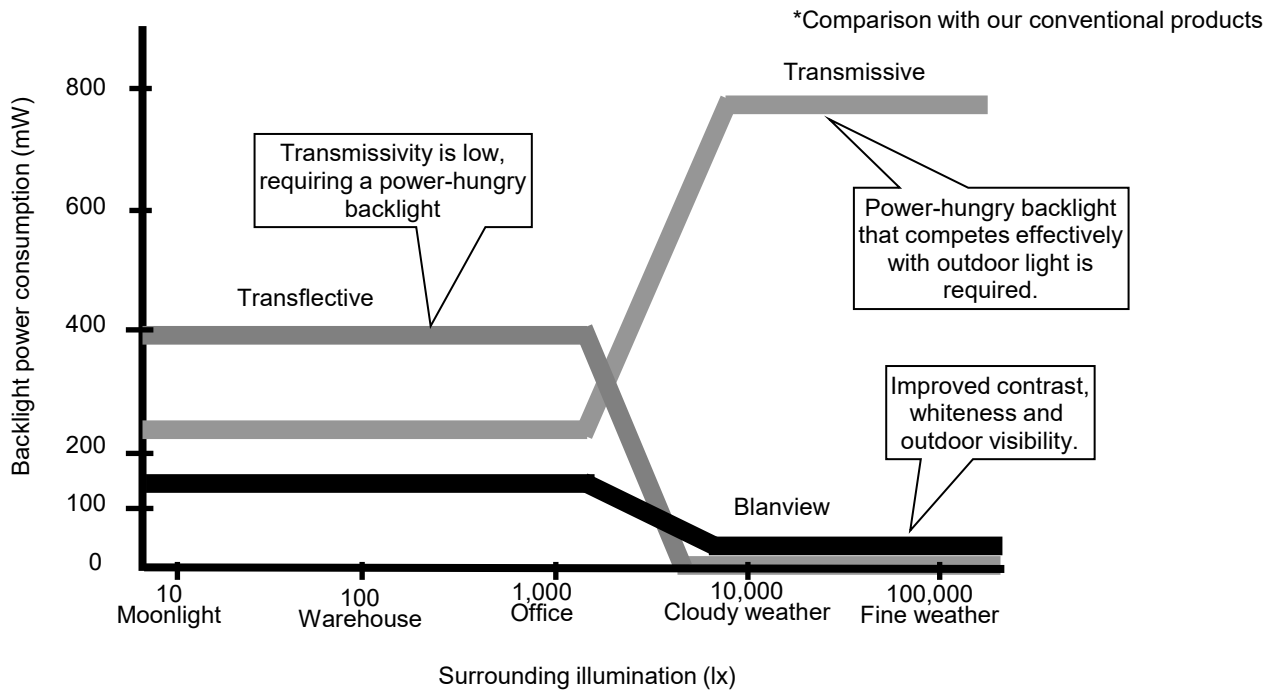 *Comparison with our conventional products
Transmissive
800
Transmissivity is low,
requiring a power-hungry
backlight
600
Power-hungry backlight
that competes effectively
with outdoor light is
required.
Transflective
400
Backlight power consumption (mW)
Improved contrast,
whiteness and
outdoor visibility.
200
100
Blanview
0
10
Moonlight
100
Warehouse
1,000
Office
10,000
Cloudy weather
100,000
Fine weather
Surrounding illumination (lx)